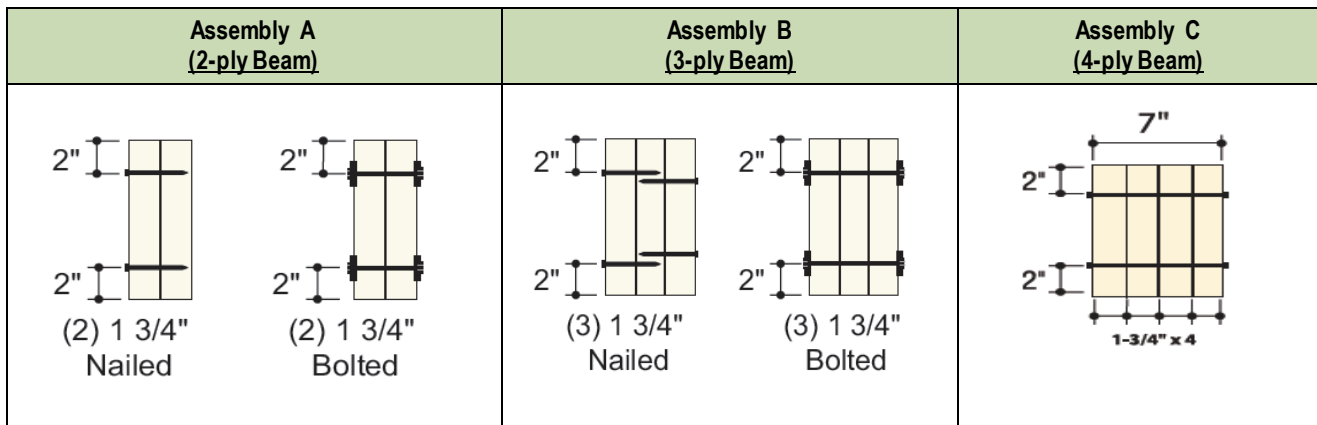 Assembly A
(2-ply Beam)
Assembly B
(3-ply Beam)
Assembly C
(4-ply Beam)
2"
2"
(2) 1 3/4"
Nailed
2"
2"
(2) 1 3/4"
Bolted
2"
2"
(3) 1 3/4"
Nailed
2"
2"
(3) 1 3/4"
Bolted
7"
2"
2"
1-3/4" x 4